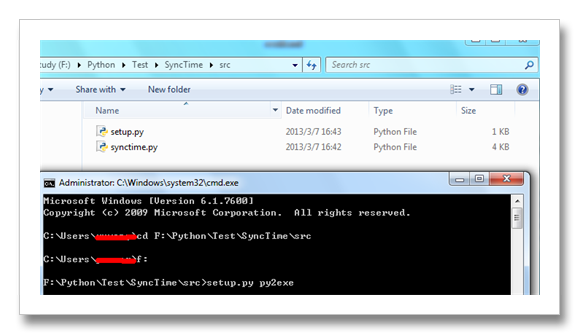 tudy (F:) ▸ Python ▸ Test ▸ SyncTime ▸ src
Search src
y Share with New folder
Name Date modified Type Size
setup.py 2013/3/7 16:43 Python File 1 KB
synctime.py 2013/3/7 16:42 Python File 4 KB
Administrator: C:\Windows\system32\cmd.exe
Microsoft Windows [Version 6.1.7600]
Copyright (c) 2009 Microsoft Corporation. All rights reserved.
C:\Users\ >cd F:\Python\Test\SyncTime\src
C:\Users\ >f:
F:\Python\Test\SyncTime\src>setup.py py2exe